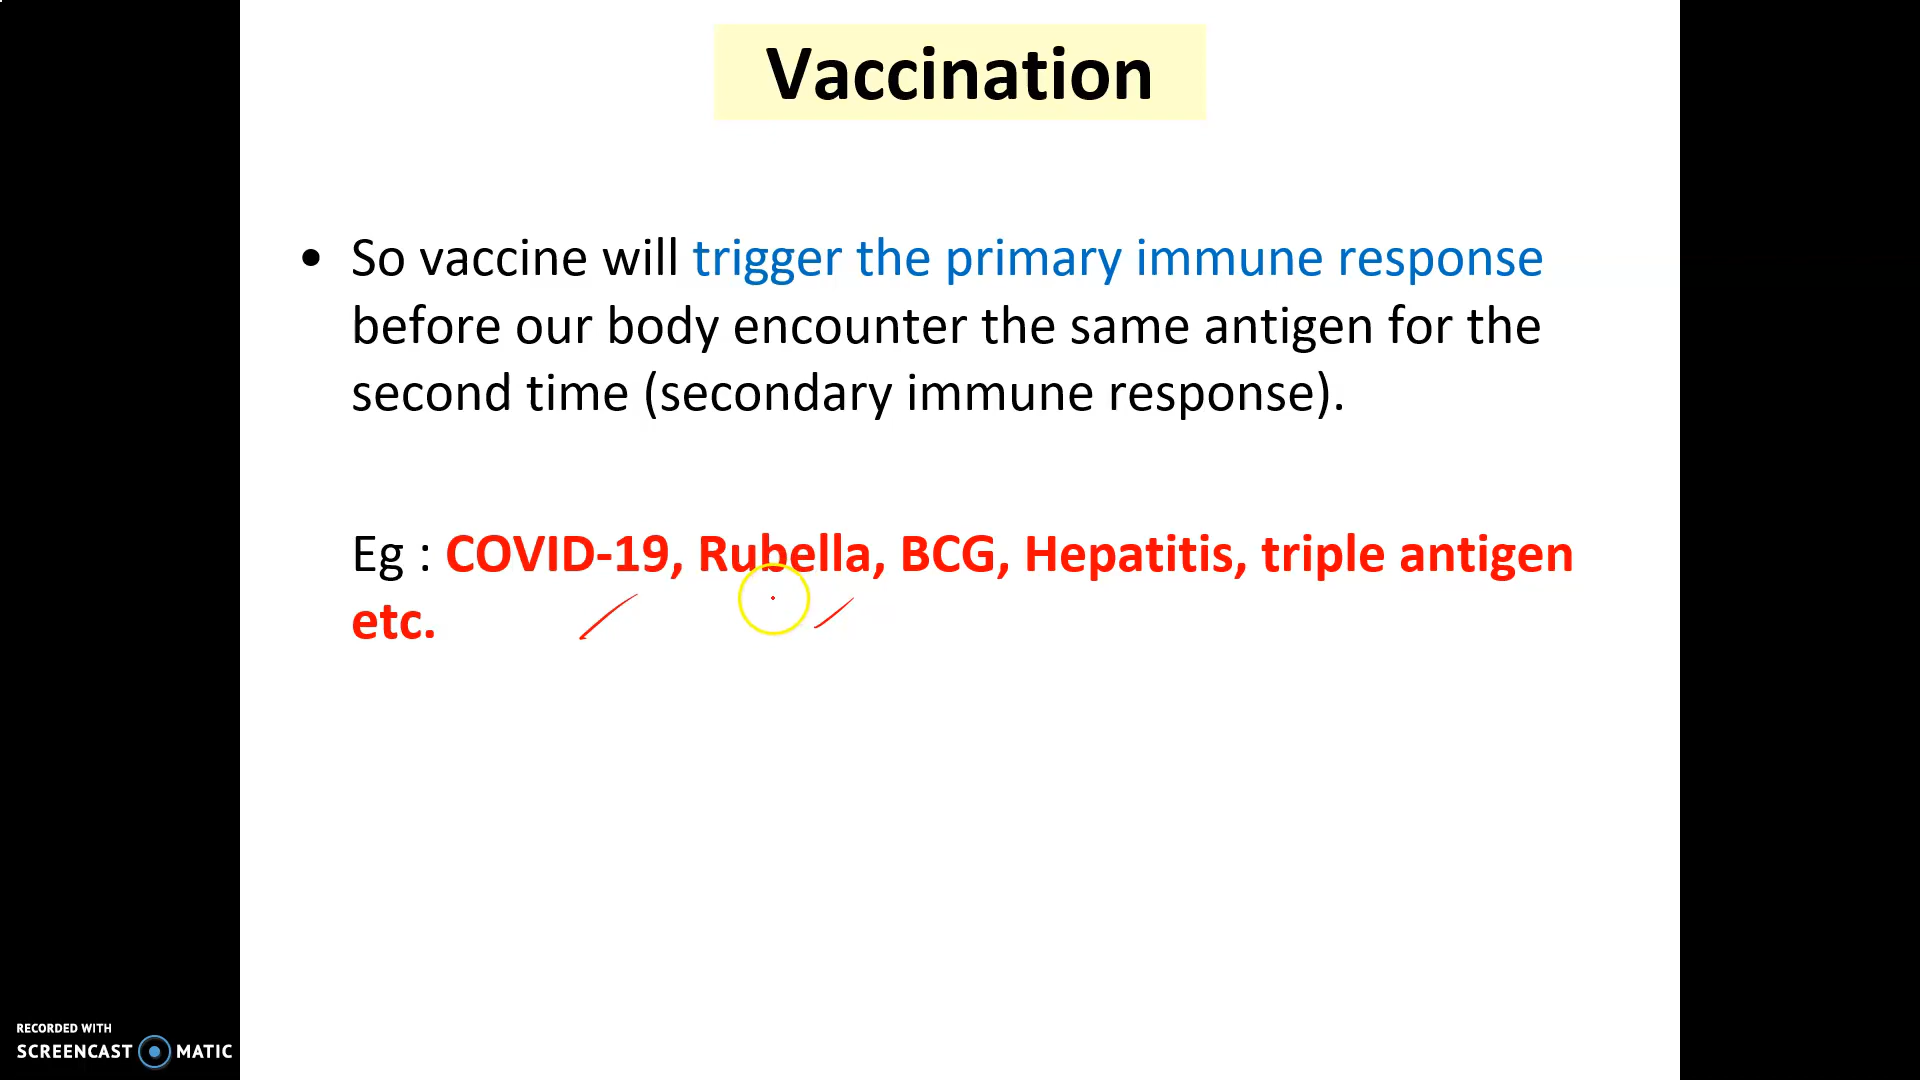 Vaccination
• So vaccine will trigger the primary immune response
before our body encounter the same antigen for the
second time (secondary immune response).
Eg : COVID-19, Rubella, BCG, Hepatitis, triple antigen
etc.
RECORDED WITH
SCREENCAST MATIC